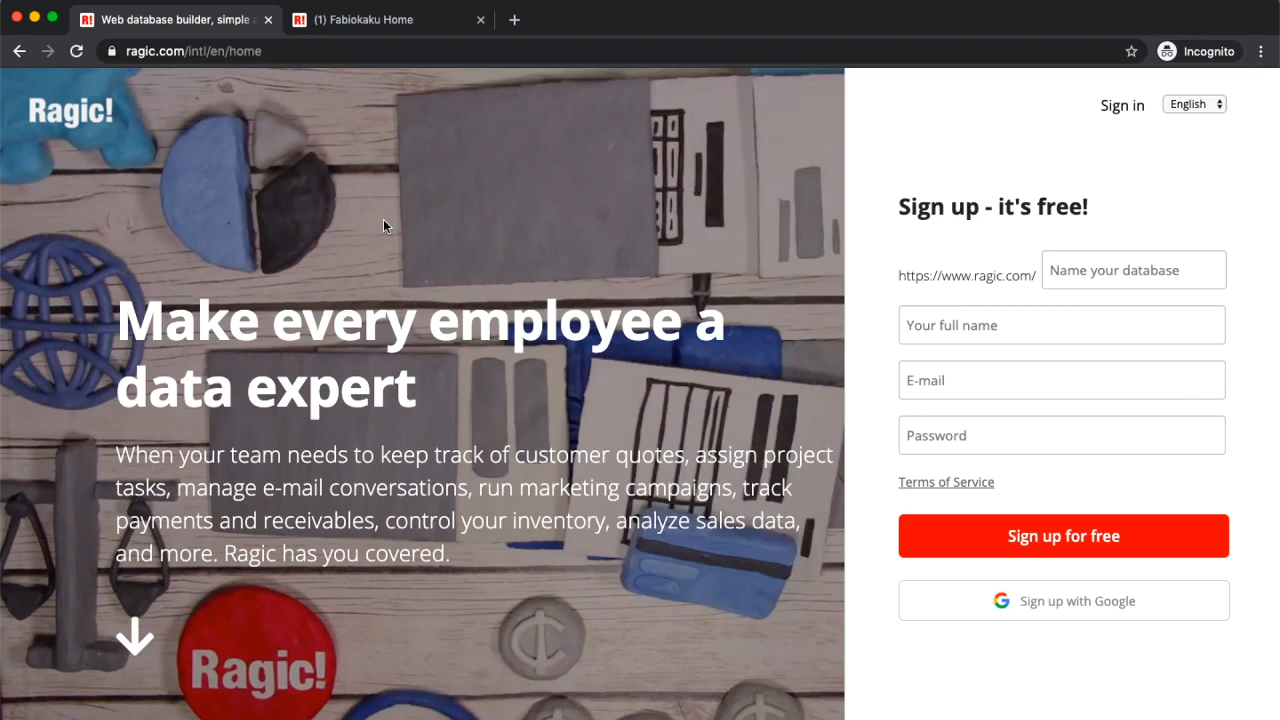 Web database builder, simple
(1) Fabiokaku Home
ragic.com/intl/en/home
Incognito
Ragic!
Sign in
English
Make every employee a
data expert
When your team needs to keep track of customer quotes, assign project
tasks, manage e-mail conversations, run marketing campaigns, track
payments and receivables, control your inventory, analyze sales data,
and more. Ragic has you covered.
Ragic!
Sign up - it's free!
https://www.ragic.com/ Name your database
Your full name
E-mail
Password
Terms of Service
Sign up for free
Sign up with Google